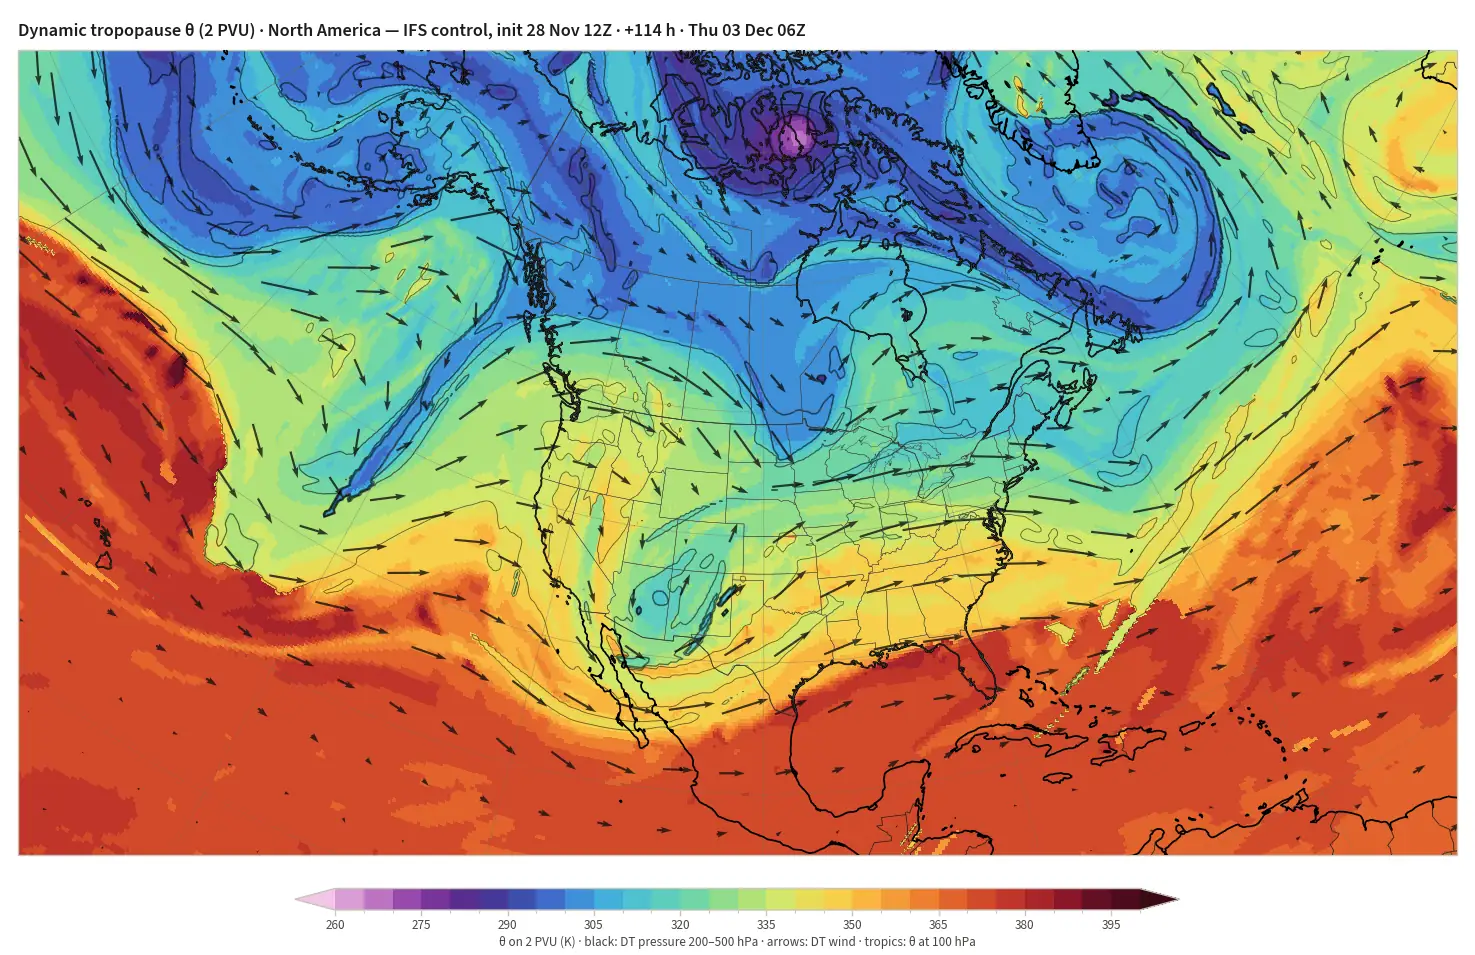 Dynamic tropopause θ (2 PVU) · North America — IFS control, init 28 Nov 12Z · +114 h · Thu 03 Dec 06Z
260 275 290 305 320 335 350 365 380 395
θ on 2 PVU (K) · black: DT pressure 200–500 hPa · arrows: DT wind · tropics: θ at 100 hPa